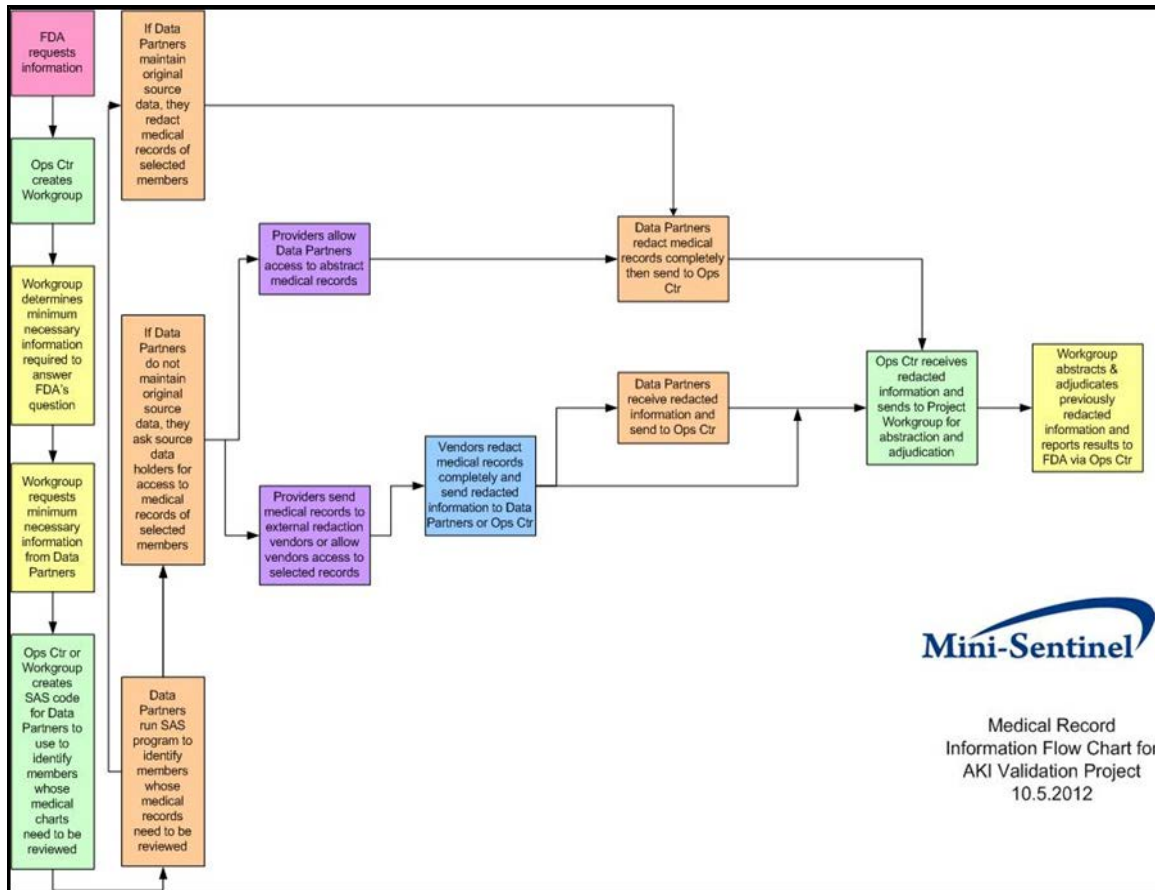 FDA
requests
information
Ops Ctr
creates
Workgroup
Workgroup
determines
minimum
necessary
information
required to
answer
FDA's
question
Workgroup
requests
minimum
necessary
information
from Data
Partners
Ops Ctr or
Workgroup
creates
SAS code
for Data
Partners to
use to
identify
members
whose
medical
charts
need to be
reviewed
Data
Partners
run SAS
program to
identify
members
whose
medical
records
need to be
reviewed
If Data
Partners
maintain
original
source
data, they
redact
medical
records of
selected
members
If Data
Partners
do not
maintain
original
source
data, they
ask source
data
holders for
access to
medical
records of
selected
members
Providers allow
Data Partners
access to abstract
medical records
Providers send
medical records to
external redaction
vendors or allow
vendors access to
selected records
Vendors redact
medical records
completely and
send redacted
information to Data
Partners or Ops Ctr
Data Partners
redact medical
records completely
then send to Ops
Ctr
Data Partners
receive redacted
information and
send to Ops Ctr
Ops Ctr receives
redacted
information and
sends to Project
Workgroup for
abstraction and
adjudication
Workgroup
abstracts &
adjudicates
previously
redacted
information and
reports results to
FDA via Ops Ctr
Mini-Sentinel
Medical Record
Information Flow Chart for
AKI Validation Project
10.5.2012